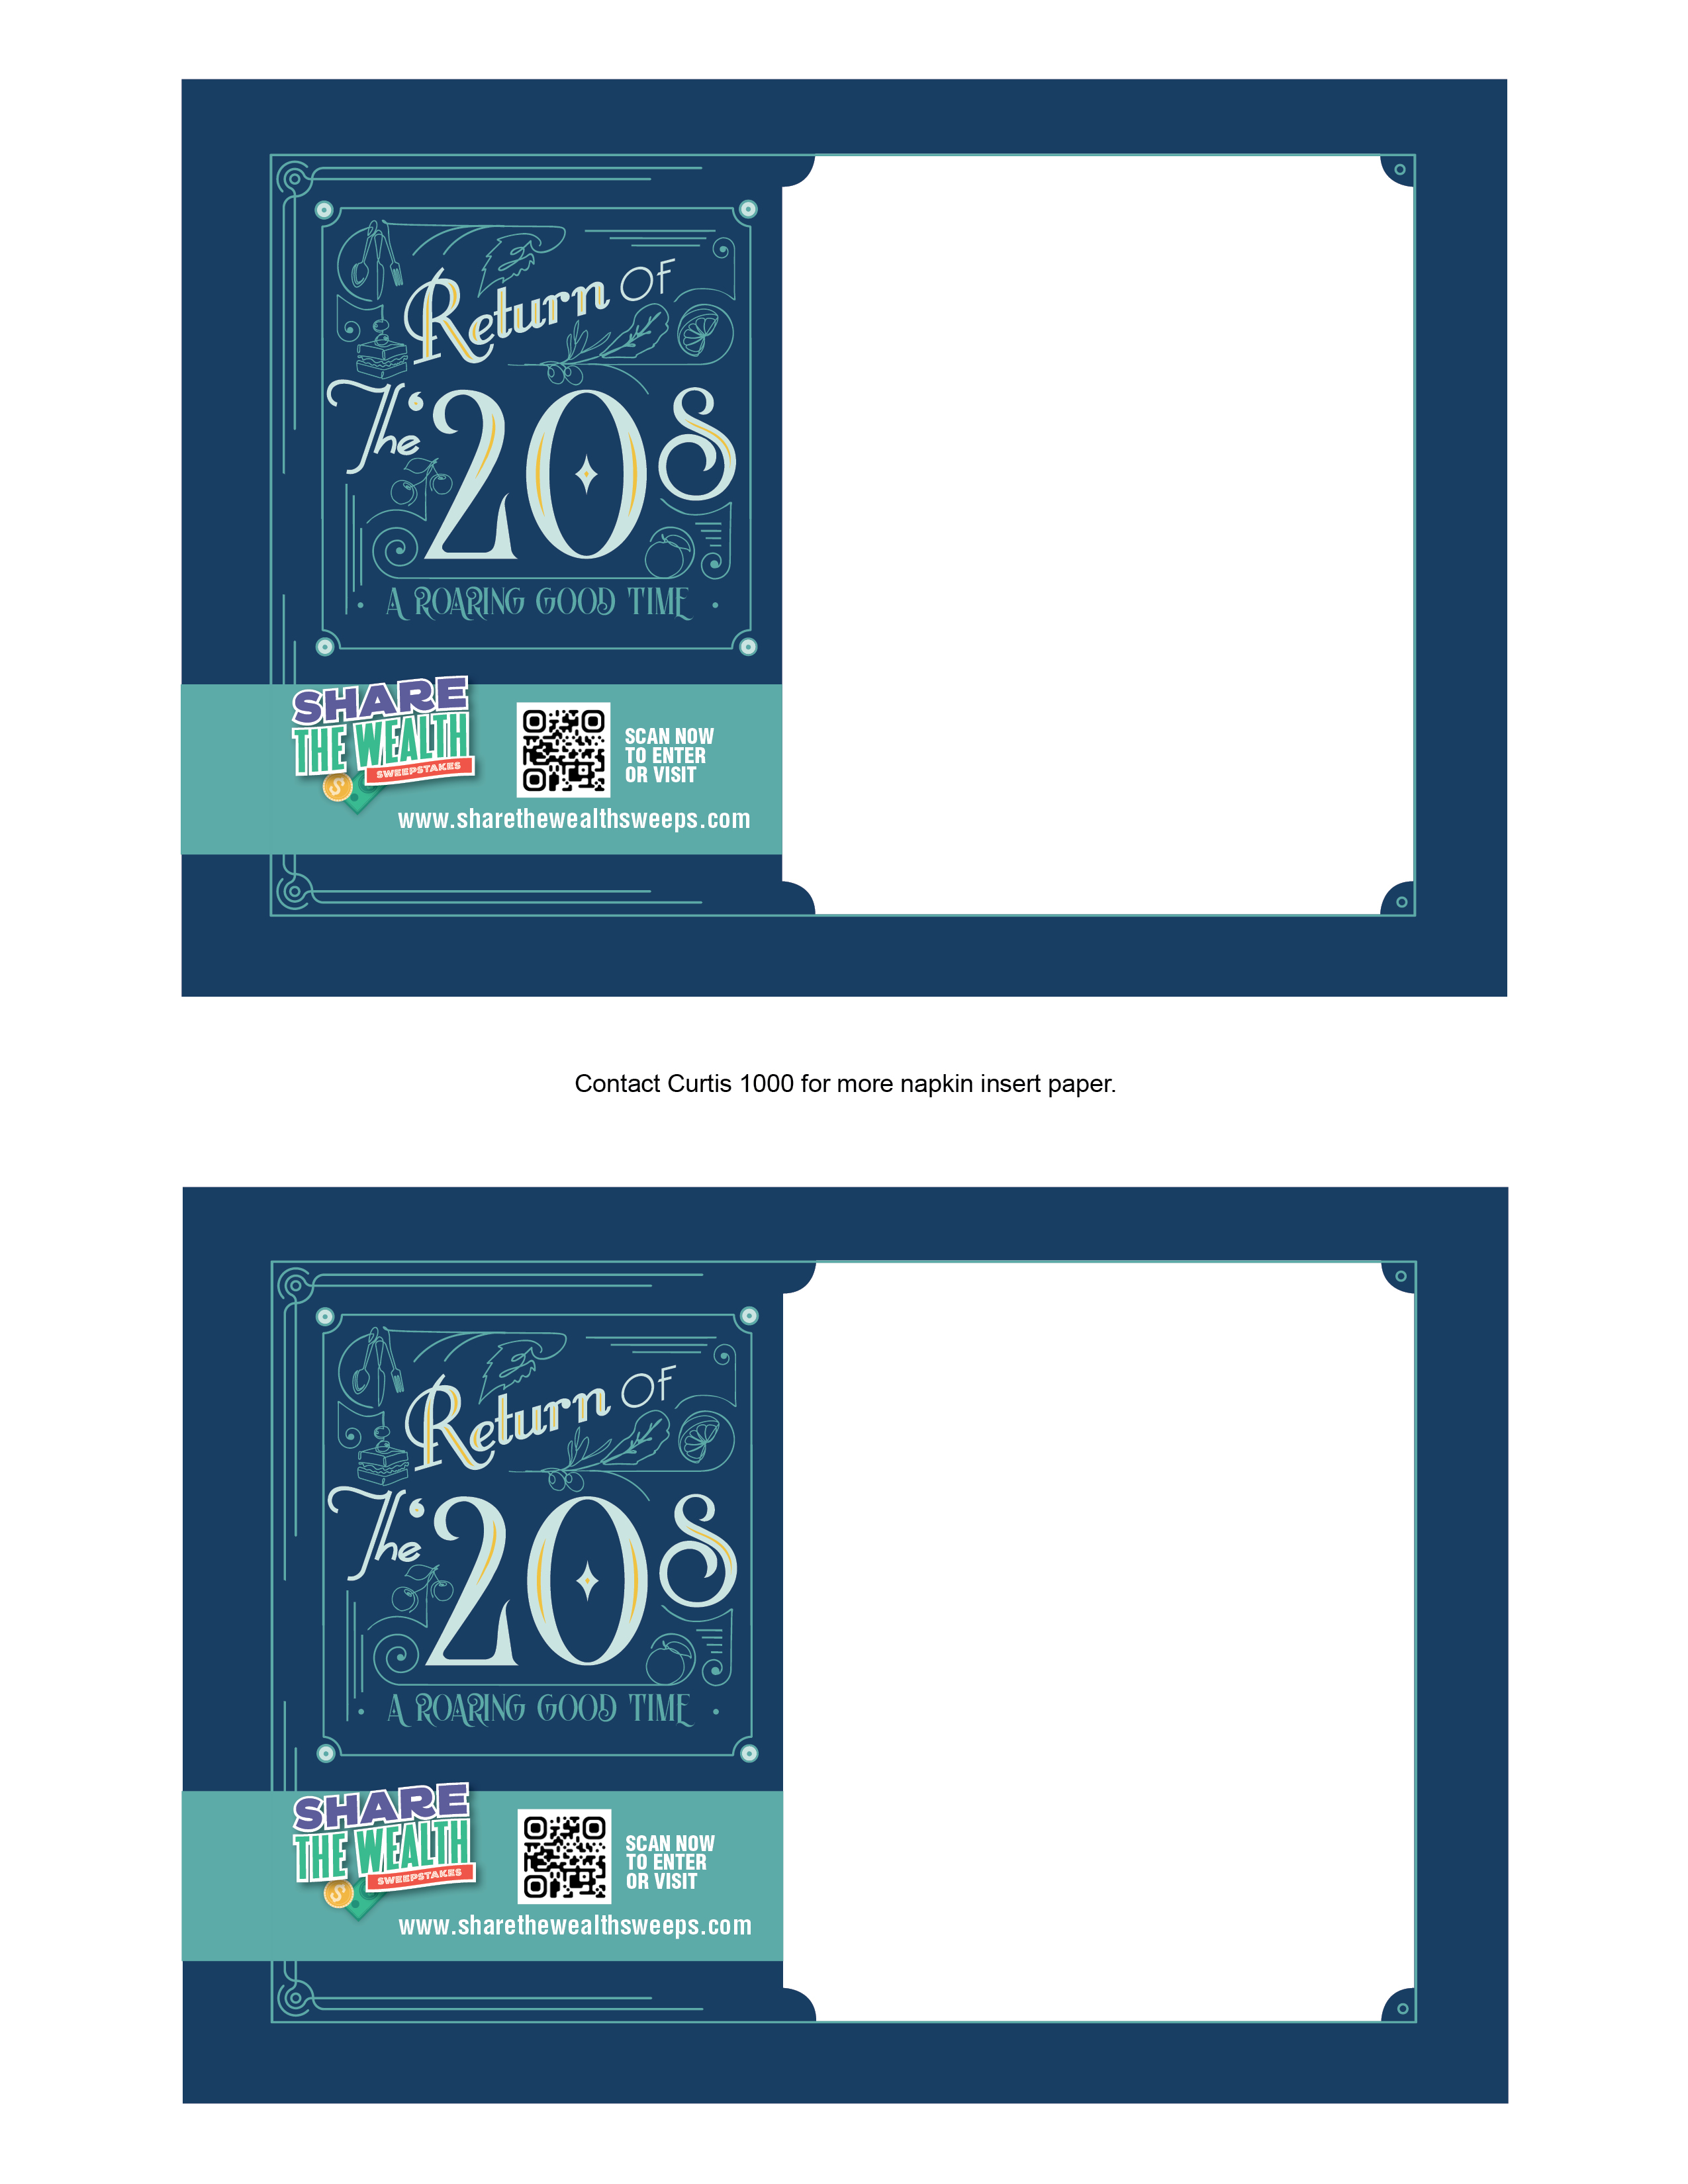 Return OF
The '20s
A ROARING GOOD TIME
SHARE
THE WEALTH
SWEEPSTAKES
SCAN NOW
TO ENTER
OR VISIT
www.sharethewealthsweeps.com
Contact Curtis 1000 for more napkin insert paper.
Return OF
The '20s
A ROARING GOOD TIME
SHARE
THE WEALTH
SWEEPSTAKES
SCAN NOW
TO ENTER
OR VISIT
www.sharethewealthsweeps.com